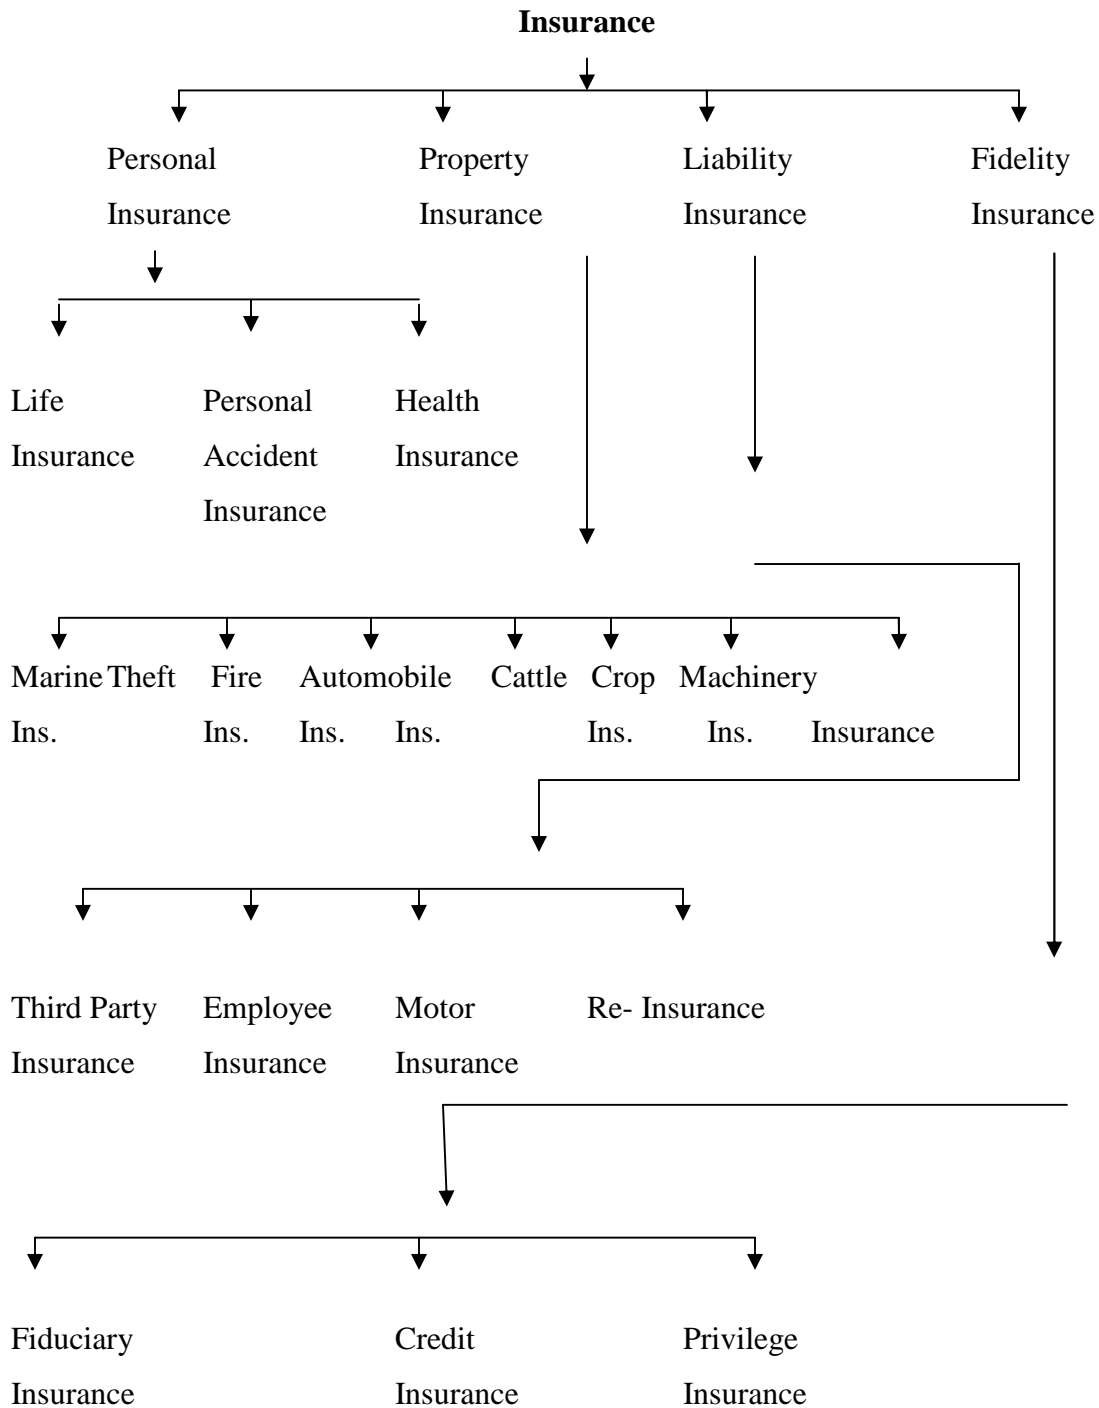 Insurance
Personal Property Liability Fidelity
Insurance Insurance Insurance Insurance
Life Personal Health
Insurance Accident Insurance
Insurance
Marine Theft Fire Automobile Cattle Crop Machinery
Ins. Ins. Ins. Ins. Ins. Ins. Insurance
Third Party Employee Motor Re- Insurance
Insurance Insurance Insurance
Fiduciary Credit Privilege
Insurance Insurance Insurance